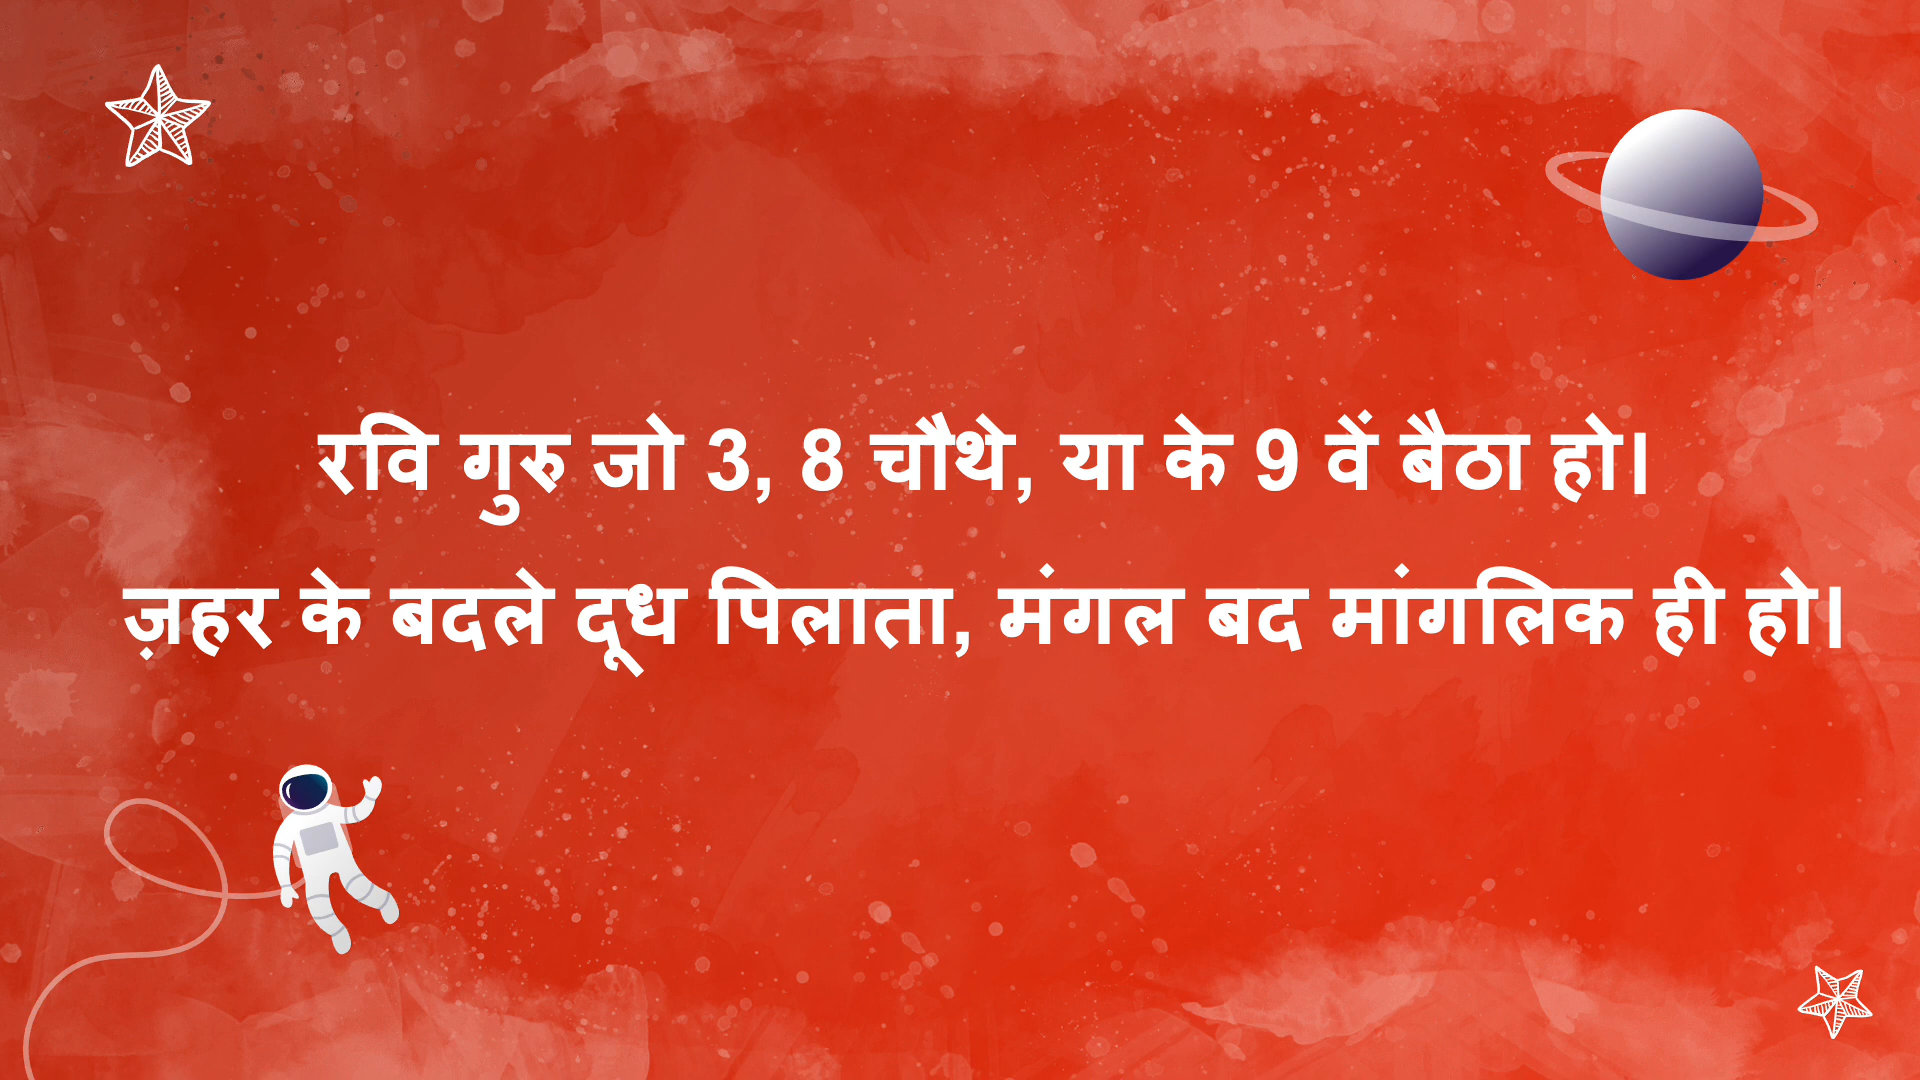 रवि गुरु जो 3, 8 चौथे, या के 9 वें बैठा हो।
ज़हर के बदले दूध पिलाता, मंगल बद मांगलिक ही हो।